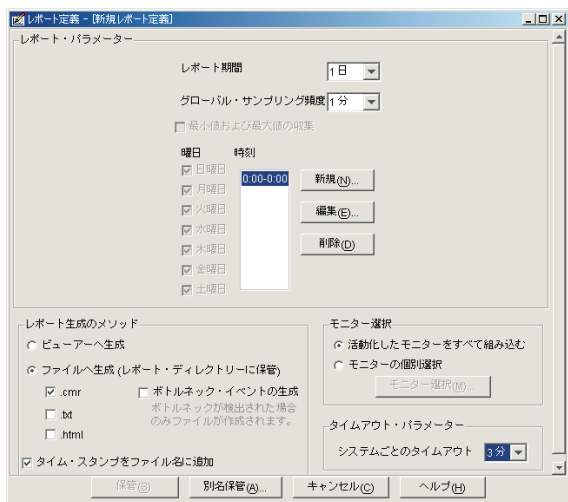 レポート定義 - [新規レポート定義]
レポート・パラメーター
レポート期間 1日
グローバル・サンプリング頻度 1分
最小値および最大値の収集
曜日 時刻
日曜日 0:00-0:00 新規(N)...
月曜日
火曜日 編集(E)...
水曜日
木曜日 削除(D)
金曜日
土曜日
レポート生成のメソッド
ビューアーへ生成
ファイルへ生成 (レポート・ディレクトリーに保管)
.cmr ボトルネック・イベントの生成
ボトルネックが検出された場合
のみファイルが作成されます。
.txt
.html
タイム・スタンプをファイル名に追加
モニター選択
活動化したモニターをすべて組み込む
モニターの個別選択
モニター選択(M)...
タイムアウト・パラメーター
システムごとのタイムアウト 3分
保管(S) 別名保管(A)... キャンセル(C) ヘルプ(H)